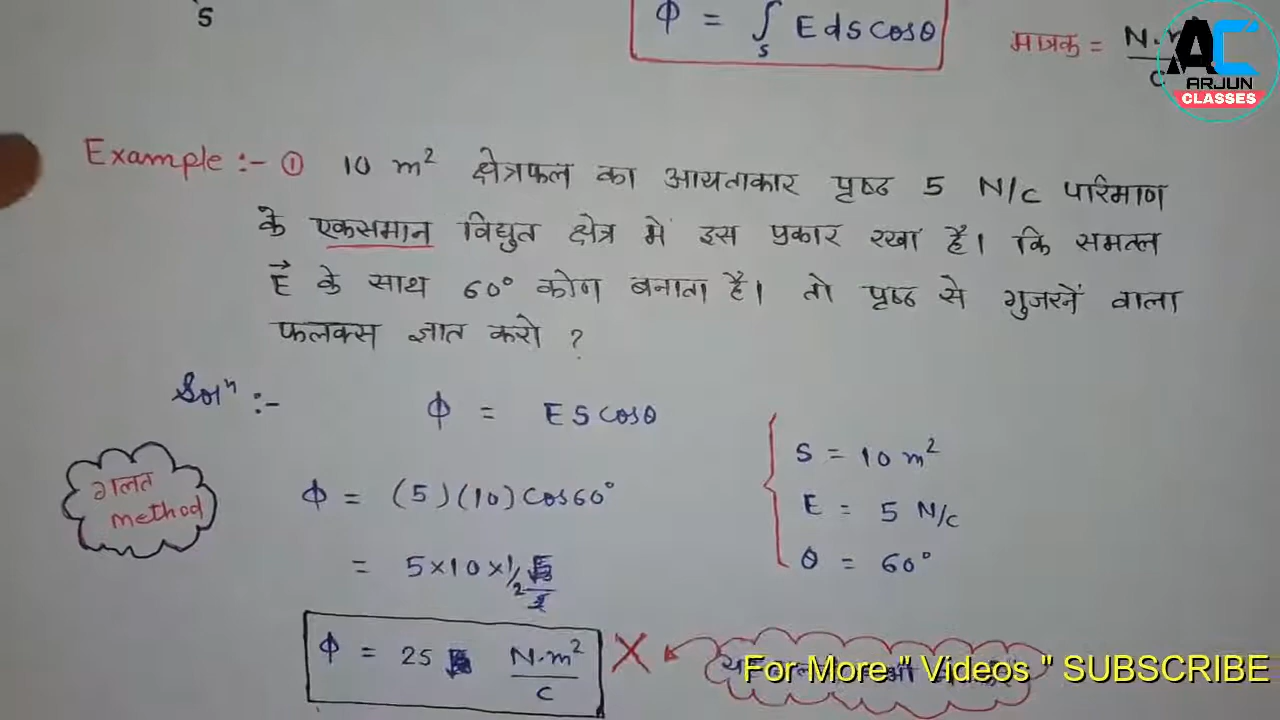 S
ϕ = ∫ E ds cosθ
S
मात्रक = N.
C
AC
ARJUN
CLASSES
Example :- ① 10 m² क्षेत्रफल का आयताकार पृष्ठ 5 N/C परिमाण
के एकसमान विद्युत क्षेत्र में इस प्रकार रखा है। कि समतल
E⃗ के साथ 60° कोण बनाता है। तो पृष्ठ से गुजरनें वाला
फलक्स ज्ञात करो ?
Solⁿ :-
ϕ = E S cosθ
S = 10 m²
गलत
method
ϕ = (5)(10) cos60°
E = 5 N/C
= 5×10×1/2
θ = 60°
ϕ = 25 N.m²/C
×
For More " Videos " SUBSCRIBE